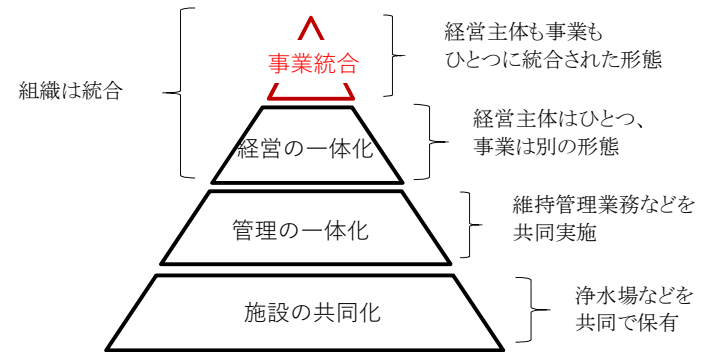 経営主体も事業も
ひとつに統合された形態
事業統合
組織は統合
経営主体はひとつ、
事業は別の形態
経営の一体化
維持管理業務などを
共同実施
管理の一体化
浄水場などを
共同で保有
施設の共同化